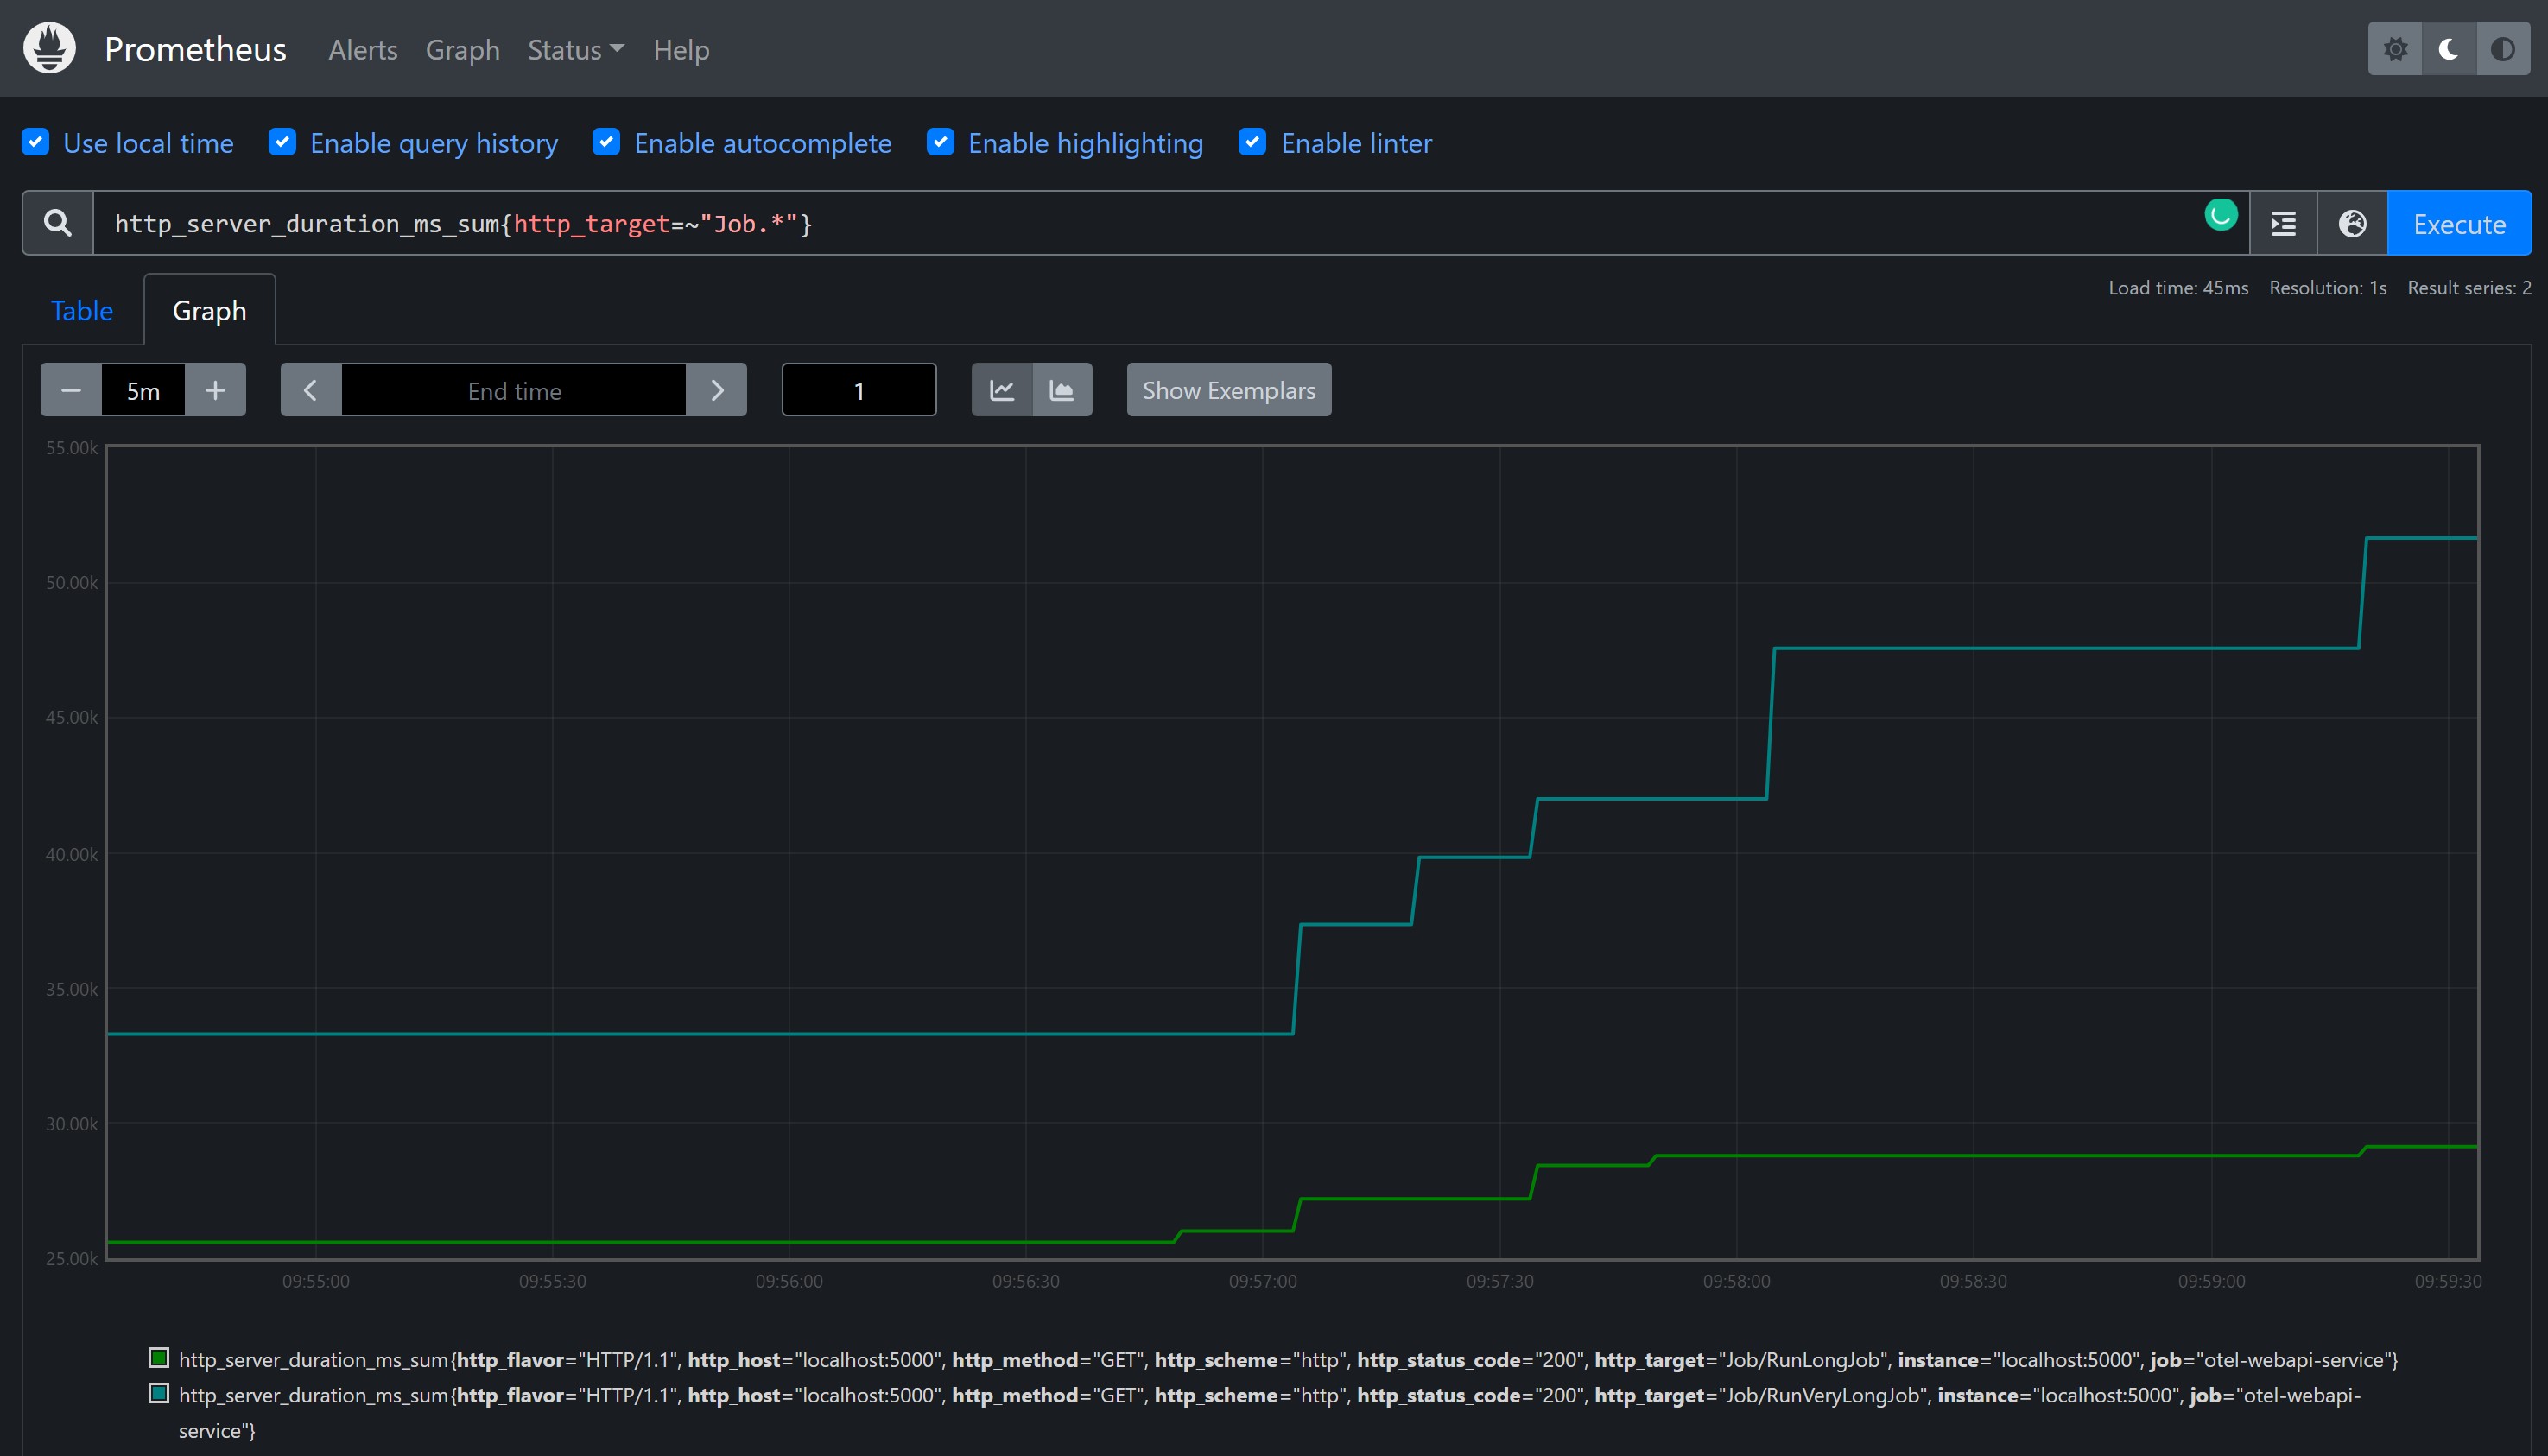 Prometheus Alerts Graph Status Help
Use local time Enable query history Enable autocomplete Enable highlighting Enable linter
http_server_duration_ms_sum{http_target=~"Job.*"} Execute
Load time: 45ms Resolution: 1s Result series: 2
Table Graph
5m End time 1 Show Exemplars
55.00k
50.00k
45.00k
40.00k
35.00k
30.00k
25.00k
09:55:00 09:55:30 09:56:00 09:56:30 09:57:00 09:57:30 09:58:00 09:58:30 09:59:00 09:59:30
http_server_duration_ms_sum{http_flavor="HTTP/1.1", http_host="localhost:5000", http_method="GET", http_scheme="http", http_status_code="200", http_target="Job/RunLongJob", instance="localhost:5000", job="otel-webapi-service"}
http_server_duration_ms_sum{http_flavor="HTTP/1.1", http_host="localhost:5000", http_method="GET", http_scheme="http", http_status_code="200", http_target="Job/RunVeryLongJob", instance="localhost:5000", job="otel-webapi-
service"}